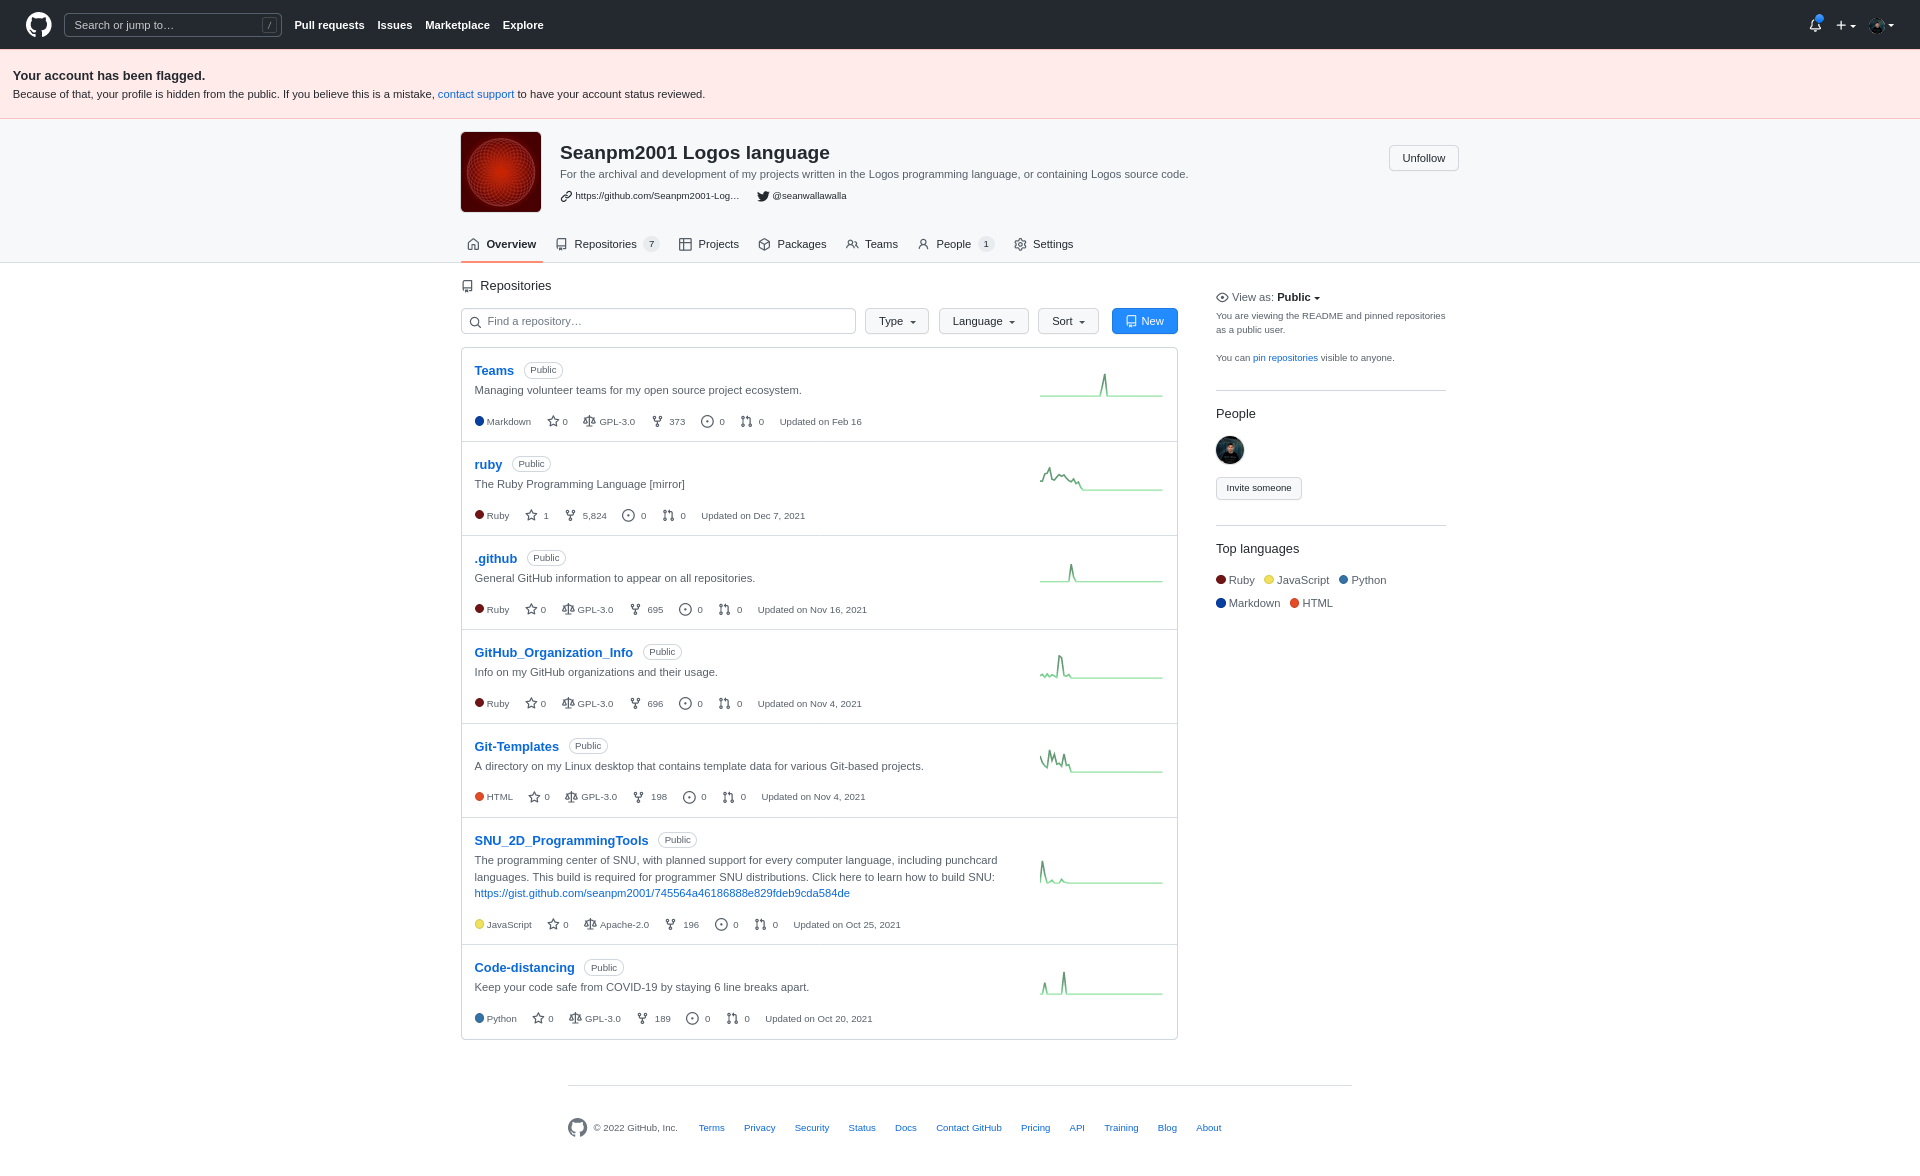 Search or jump to… /
Pull requests Issues Marketplace Explore
Your account has been flagged.
Because of that, your profile is hidden from the public. If you believe this is a mistake, contact support to have your account status reviewed.
Seanpm2001 Logos language
Unfollow
For the archival and development of my projects written in the Logos programming language, or containing Logos source code.
https://github.com/Seanpm2001-Log… @seanwallawalla
Overview Repositories 7 Projects Packages Teams People 1 Settings
Repositories
Find a repository… Type Language Sort New
Teams Public
Managing volunteer teams for my open source project ecosystem.
Markdown 0 GPL-3.0 373 0 0 Updated on Feb 16
ruby Public
The Ruby Programming Language [mirror]
Ruby 1 5,824 0 0 Updated on Dec 7, 2021
.github Public
General GitHub information to appear on all repositories.
Ruby 0 GPL-3.0 695 0 0 Updated on Nov 16, 2021
GitHub_Organization_Info Public
Info on my GitHub organizations and their usage.
Ruby 0 GPL-3.0 696 0 0 Updated on Nov 4, 2021
Git-Templates Public
A directory on my Linux desktop that contains template data for various Git-based projects.
HTML 0 GPL-3.0 198 0 0 Updated on Nov 4, 2021
SNU_2D_ProgrammingTools Public
The programming center of SNU, with planned support for every computer language, including punchcard
languages. This build is required for programmer SNU distributions. Click here to learn how to build SNU:
https://gist.github.com/seanpm2001/745564a46186888e829fdeb9cda584de
JavaScript 0 Apache-2.0 196 0 0 Updated on Oct 25, 2021
Code-distancing Public
Keep your code safe from COVID-19 by staying 6 line breaks apart.
Python 0 GPL-3.0 189 0 0 Updated on Oct 20, 2021
View as: Public
You are viewing the README and pinned repositories
as a public user.
You can pin repositories visible to anyone.
People
Invite someone
Top languages
Ruby JavaScript Python
Markdown HTML
© 2022 GitHub, Inc. Terms Privacy Security Status Docs Contact GitHub Pricing API Training Blog About